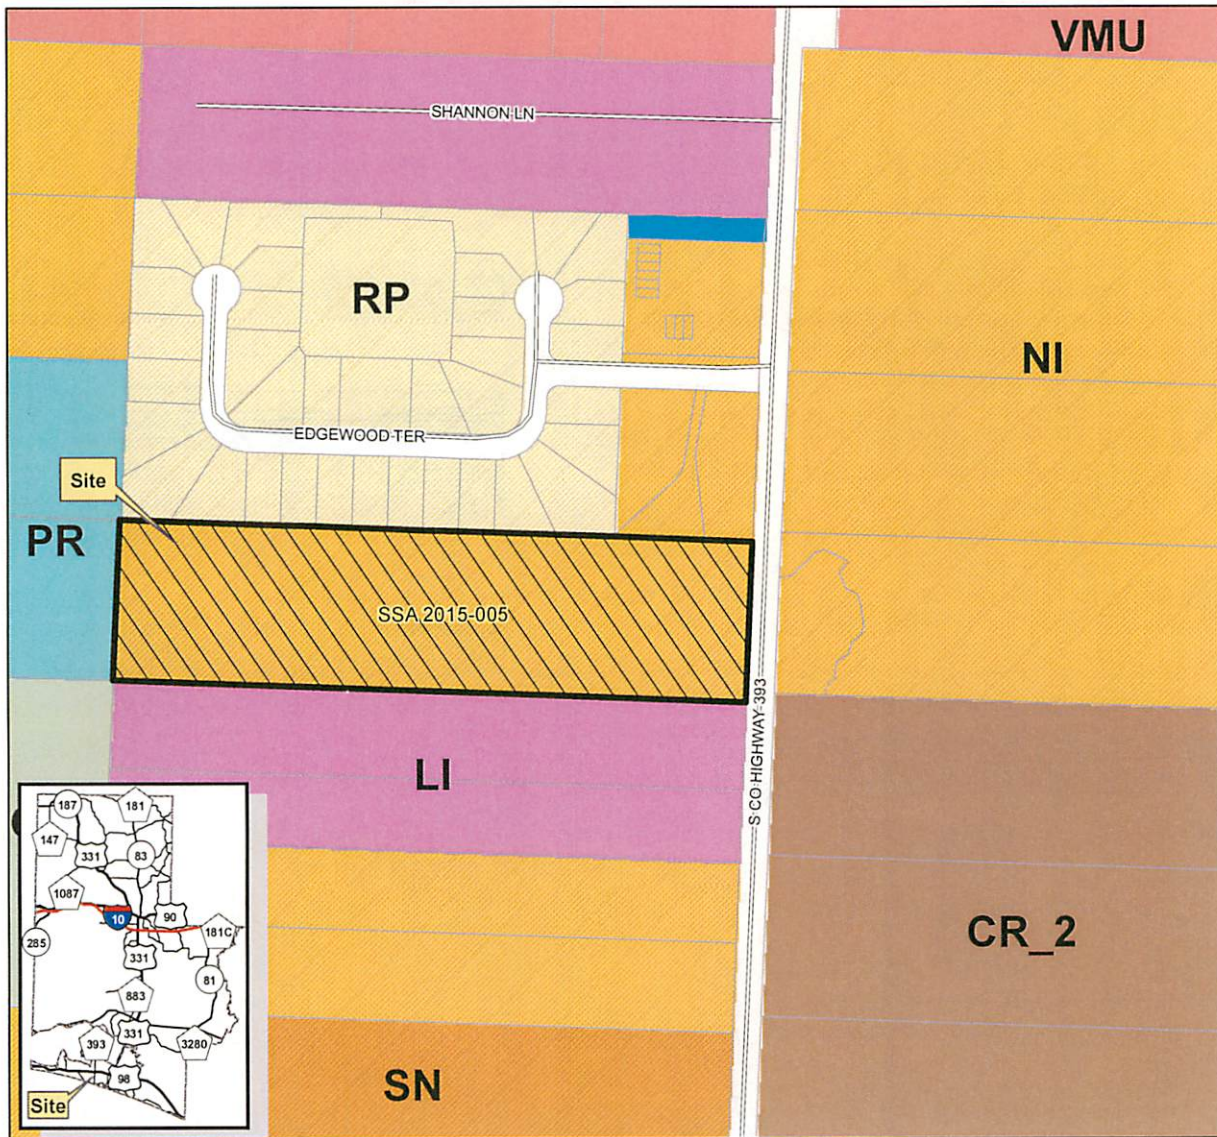 VMU
SHANNON LN
RP
NI
EDGEWOOD TER
Site
PR
SSA 2015-005
S CO HIGHWAY 393
LI
CR_2
SN
187
181
147
331
83
1087
10
90
181C
285
331
81
883
331
393
3280
98
Site